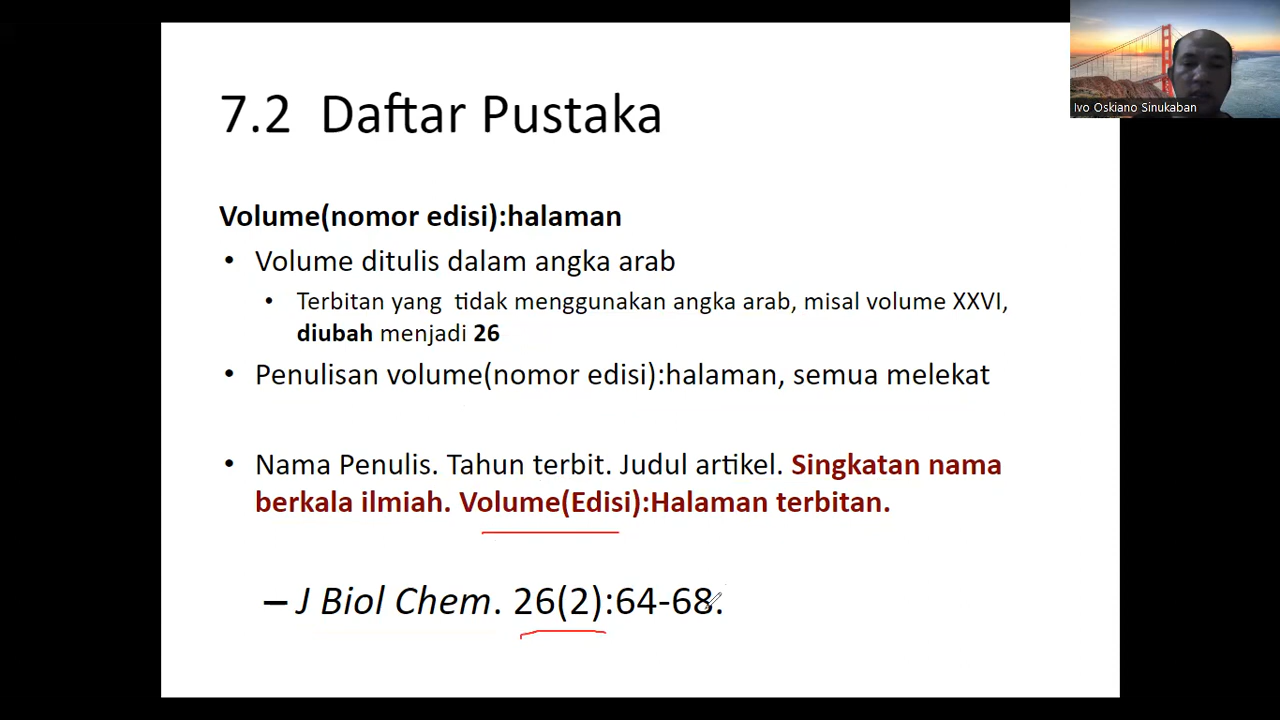 7.2 Daftar Pustaka
Ivo Oskiano Sinukaban
Volume(nomor edisi):halaman
• Volume ditulis dalam angka arab
• Terbitan yang tidak menggunakan angka arab, misal volume XXVI,
diubah menjadi 26
• Penulisan volume(nomor edisi):halaman, semua melekat
• Nama Penulis. Tahun terbit. Judul artikel. Singkatan nama
berkala ilmiah. Volume(Edisi):Halaman terbitan.
– J Biol Chem. 26(2):64-68.